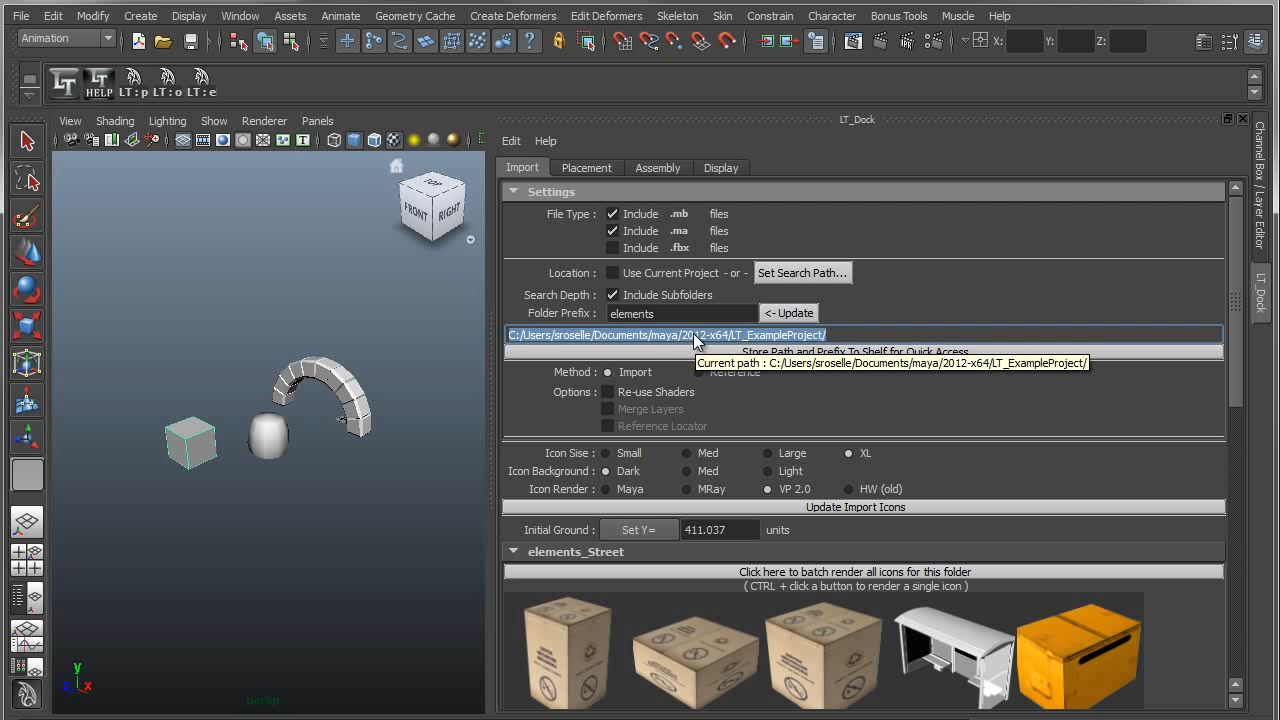 File Edit Modify Create Display Window Assets Animate Geometry Cache Create Deformers Edit Deformers Skeleton Skin Constrain Character Bonus Tools Muscle Help
Animation X: Y: Z:
LT LT HELP LT:p LT:o LT:e
View Shading Lighting Show Renderer Panels
LT_Dock
Edit Help
Import Placement Assembly Display
Settings
File Type : Include .mb files
Include .ma files
Include .fbx files
Location : Use Current Project - or - Set Search Path...
Search Depth : Include Subfolders
Folder Prefix : elements <- Update
C:/Users/sroselle/Documents/maya/2012-x64/LT_ExampleProject/
Store Path and Prefix To Shelf for Quick Access
Current path : C:/Users/sroselle/Documents/maya/2012-x64/LT_ExampleProject/
Method : Import Reference
Options : Re-use Shaders
Merge Layers
Reference Locator
Icon Size : Small Med Large XL
Icon Background : Dark Med Light
Icon Render : Maya MRay VP 2.0 HW (old)
Update Import Icons
Initial Ground : Set Y= 411.037 units
elements_Street
Click here to batch render all icons for this folder
( CTRL + click a button to render a single icon )
TOP
FRONT RIGHT
y
z x
persp
Channel Box / Layer Editor
LT_Dock